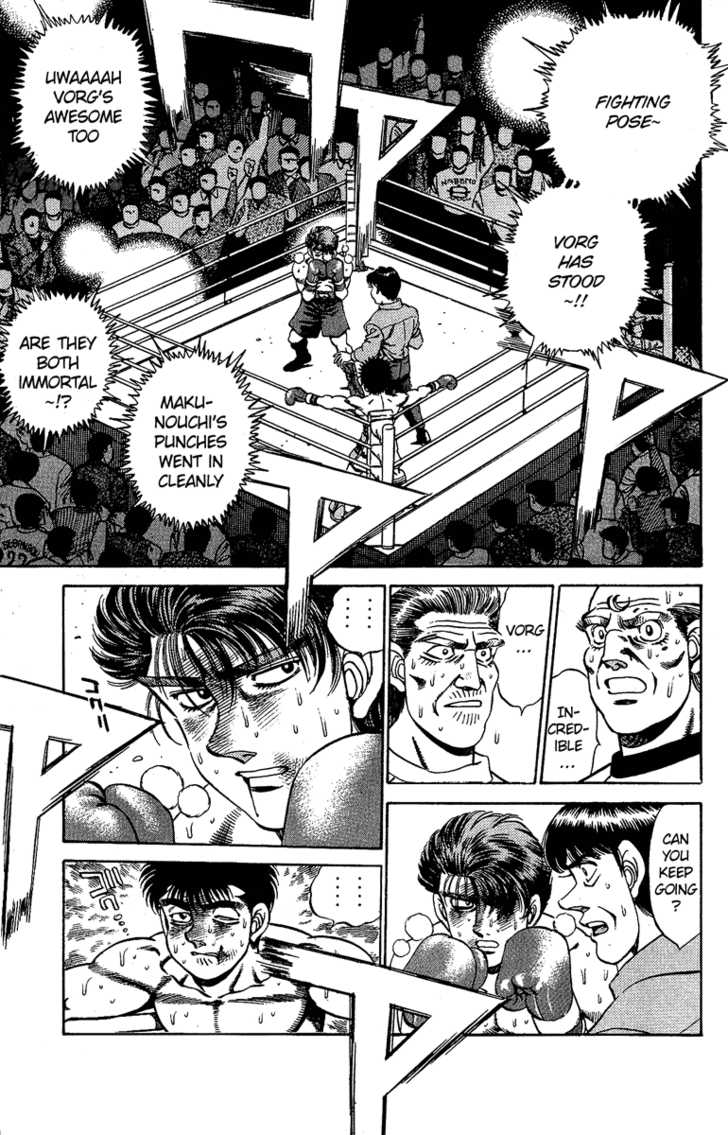 FIGHTING
POSE~
VORG
HAS
STOOD
~!!
UWAAAAH
VORG'S
AWESOME
TOO
ARE THEY
BOTH
IMMORTAL
~!?
MAKU-
NOUCHI'S
PUNCHES
WENT IN
CLEANLY
P
P
P
P
P
IN-
CRED-
IBLE
...
VORG
...
......
CAN
YOU
KEEP
GOING
?
......